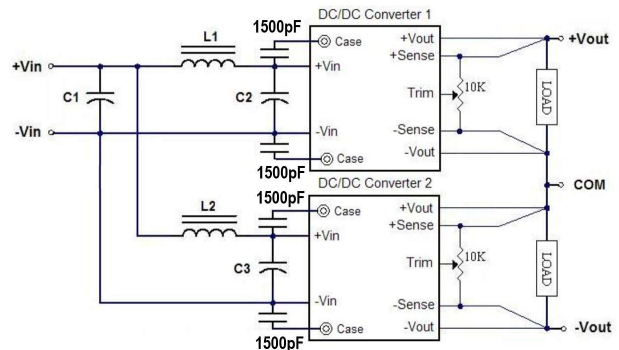 DC/DC Converter 1
1500pF
L1
Case
+Vout
+Vout
+Sense
+Vin
+Vin
C1
C2
Trim
10K
LOAD
-Vin
-Vin
-Sense
-Vout
Case
1500pF
COM
DC/DC Converter 2
1500pF
L2
Case
+Vout
+Sense
+Vin
C3
Trim
10K
LOAD
-Vin
-Sense
-Vout
-Vout
Case
1500pF